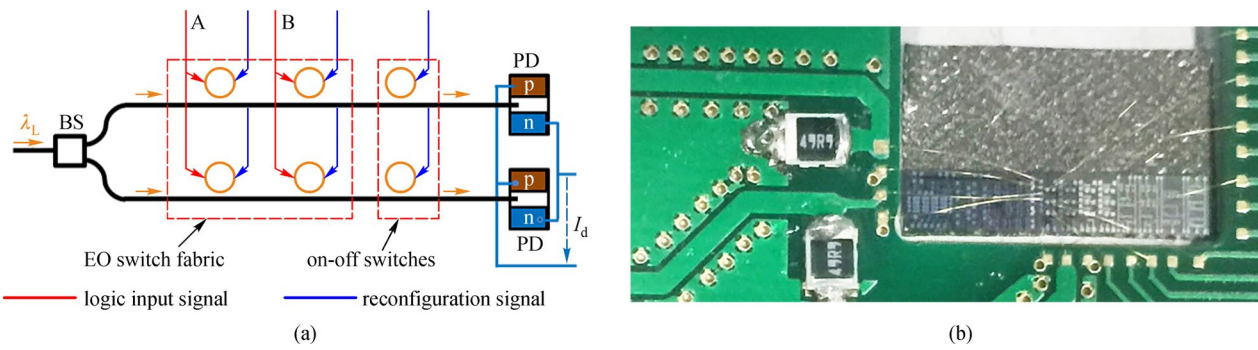 A
B
PD
p
n
λL
BS
p
n
PD
Id
EO switch fabric
on-off switches
logic input signal
reconfiguration signal
(a)
49R9
49R9
(b)